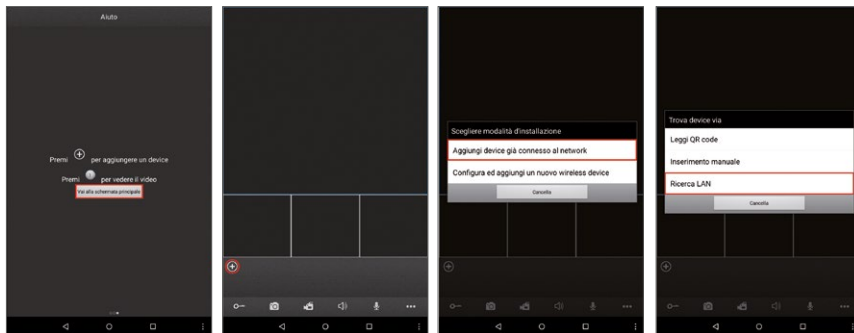 Aiuto
Premi per aggiungere un device
Premi per vedere il video
Vai alla schermata principale
Scegliere modalità d'installazione
Aggiungi device già connesso al network
Configura ed aggiungi un nuovo wireless device
Cancella
Trova device via
Leggi QR code
Inserimento manuale
Ricerca LAN
Cancella